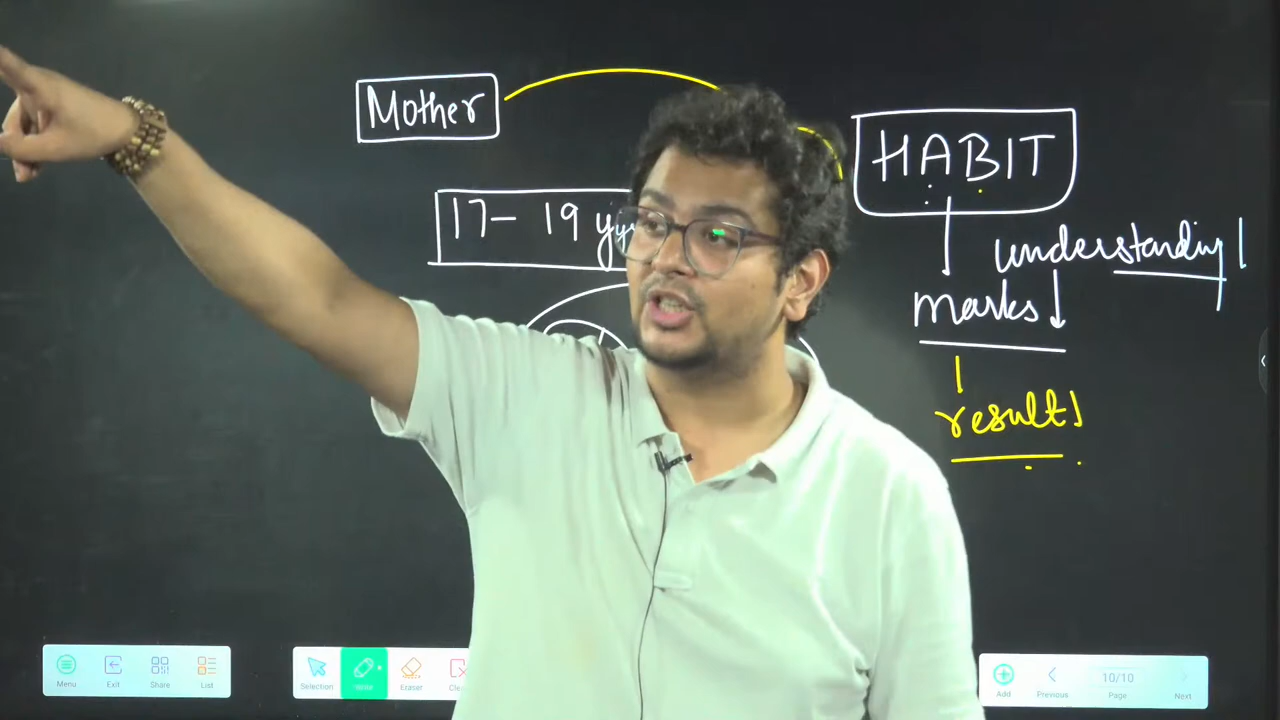 Mother
HABIT
17- 19 y
understanding
marks
result
Menu
Exit
Share
List
Selection
Eraser
Add
Previous
10/10
Page
Next